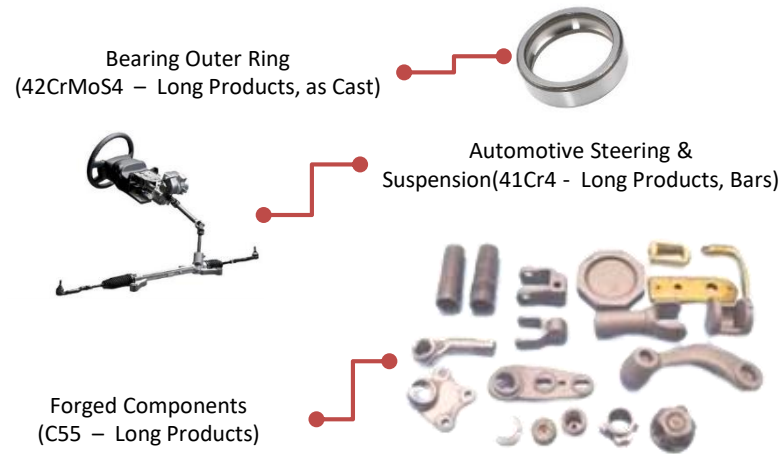 Bearing Outer Ring
(42CrMoS4 – Long Products, as Cast)
Automotive Steering &
Suspension(41Cr4 - Long Products, Bars)
Forged Components
(C55 – Long Products)